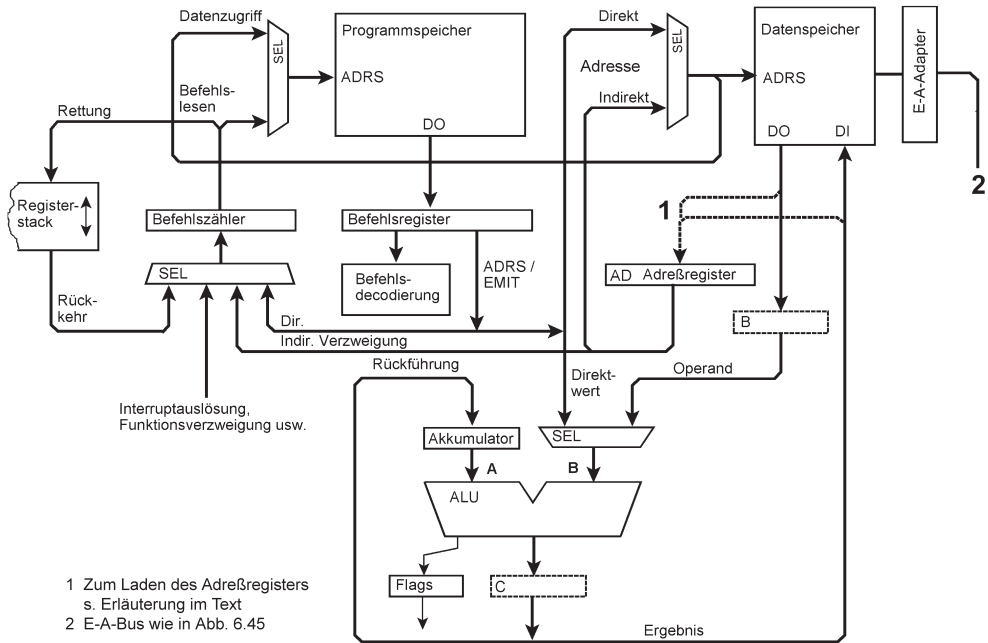 Datenzugriff
SEL
Programmspeicher
ADRS
DO
Befehls-
lesen
Rettung
Register-
stack
Befehlszähler
SEL
Rück-
kehr
Befehlsregister
Befehls-
decodierung
ADRS /
EMIT
Dir.
Indir. Verzweigung
Interruptauslösung,
Funktionsverzweigung usw.
Direkt
SEL
Adresse
Indirekt
Datenspeicher
ADRS
DO DI
E-A-Adapter
2
1
AD Adreßregister
B
Operand
Direkt-
wert
Rückführung
Akkumulator
SEL
A
B
ALU
Flags
C
Ergebnis
1 Zum Laden des Adreßregisters
s. Erläuterung im Text
2 E-A-Bus wie in Abb. 6.45